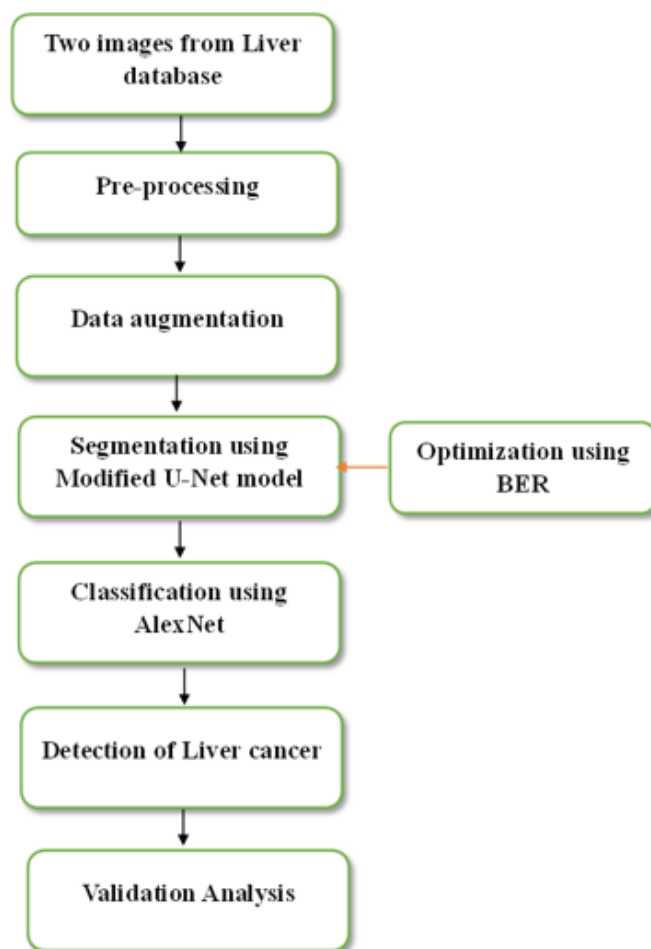 Two images from Liver
database
Pre-processing
Data augmentation
Segmentation using
Modified U-Net model
Optimization using
BER
Classification using
AlexNet
Detection of Liver cancer
Validation Analysis